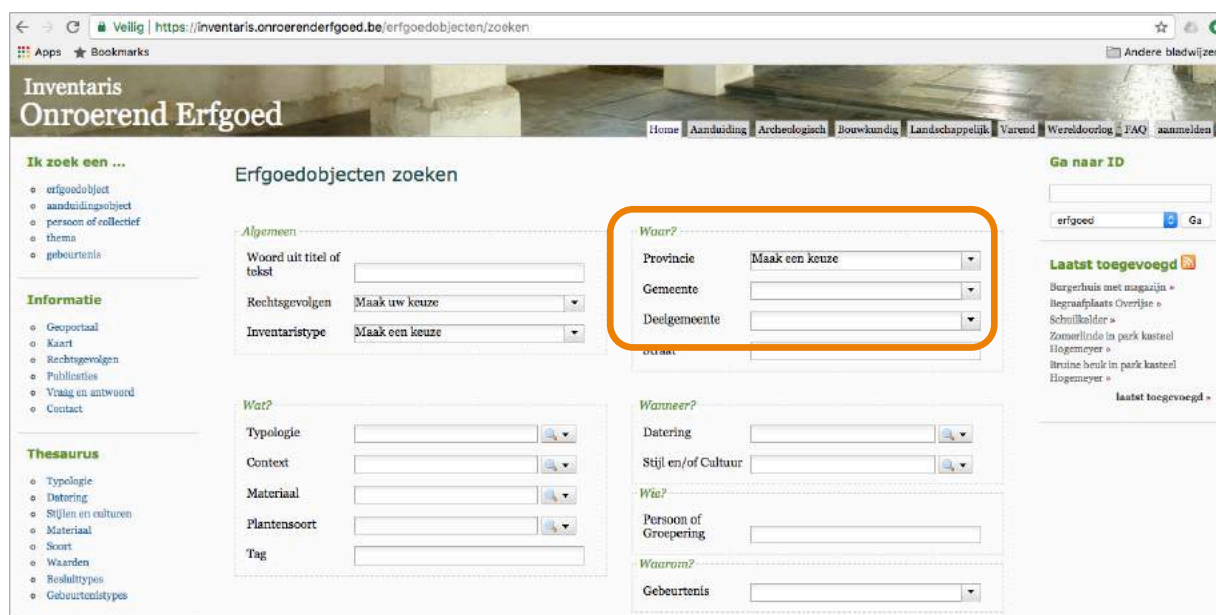 Veilig | https://inventaris.onroerenderfgoed.be/erfgoedobjecten/zoeken
Apps Bookmarks Andere bladwijzer
Inventaris
Onroerend Erfgoed
Home Aanduiding Archeologisch Bouwkundig Landschappelijk Varend Wereldoorlog FAQ aanmelden
Ik zoek een ...
erfgoedobject
aanduidingsobject
persoon of collectief
thema
gebeurtenis
Informatie
Geoportaal
Kaart
Rechtsgevolgen
Publicaties
Vraag en antwoord
Contact
Thesaurus
Typologie
Datering
Stijlen en culturen
Materiaal
Soort
Waarden
Besluittypes
Gebeurtenistypes
Erfgoedobjecten zoeken
Algemeen
Woord uit titel of
tekst
Rechtsgevolgen Maak uw keuze
Inventaristype Maak een keuze
Waar?
Provincie Maak een keuze
Gemeente
Deelgemeente
Straat
Wat?
Typologie
Context
Materiaal
Plantensoort
Tag
Wanneer?
Datering
Stijl en/of Cultuur
Wie?
Persoon of
Groepering
Waarom?
Gebeurtenis
Ga naar ID
erfgoed Ga
Laatst toegevoegd
Burgerhuis met magazijn »
Begraafplaats Overijse »
Schuilkelder »
Zomerlinde in park kasteel
Hogemeyer »
Bruine beuk in park kasteel
Hogemeyer »
laatst toegevoegd »